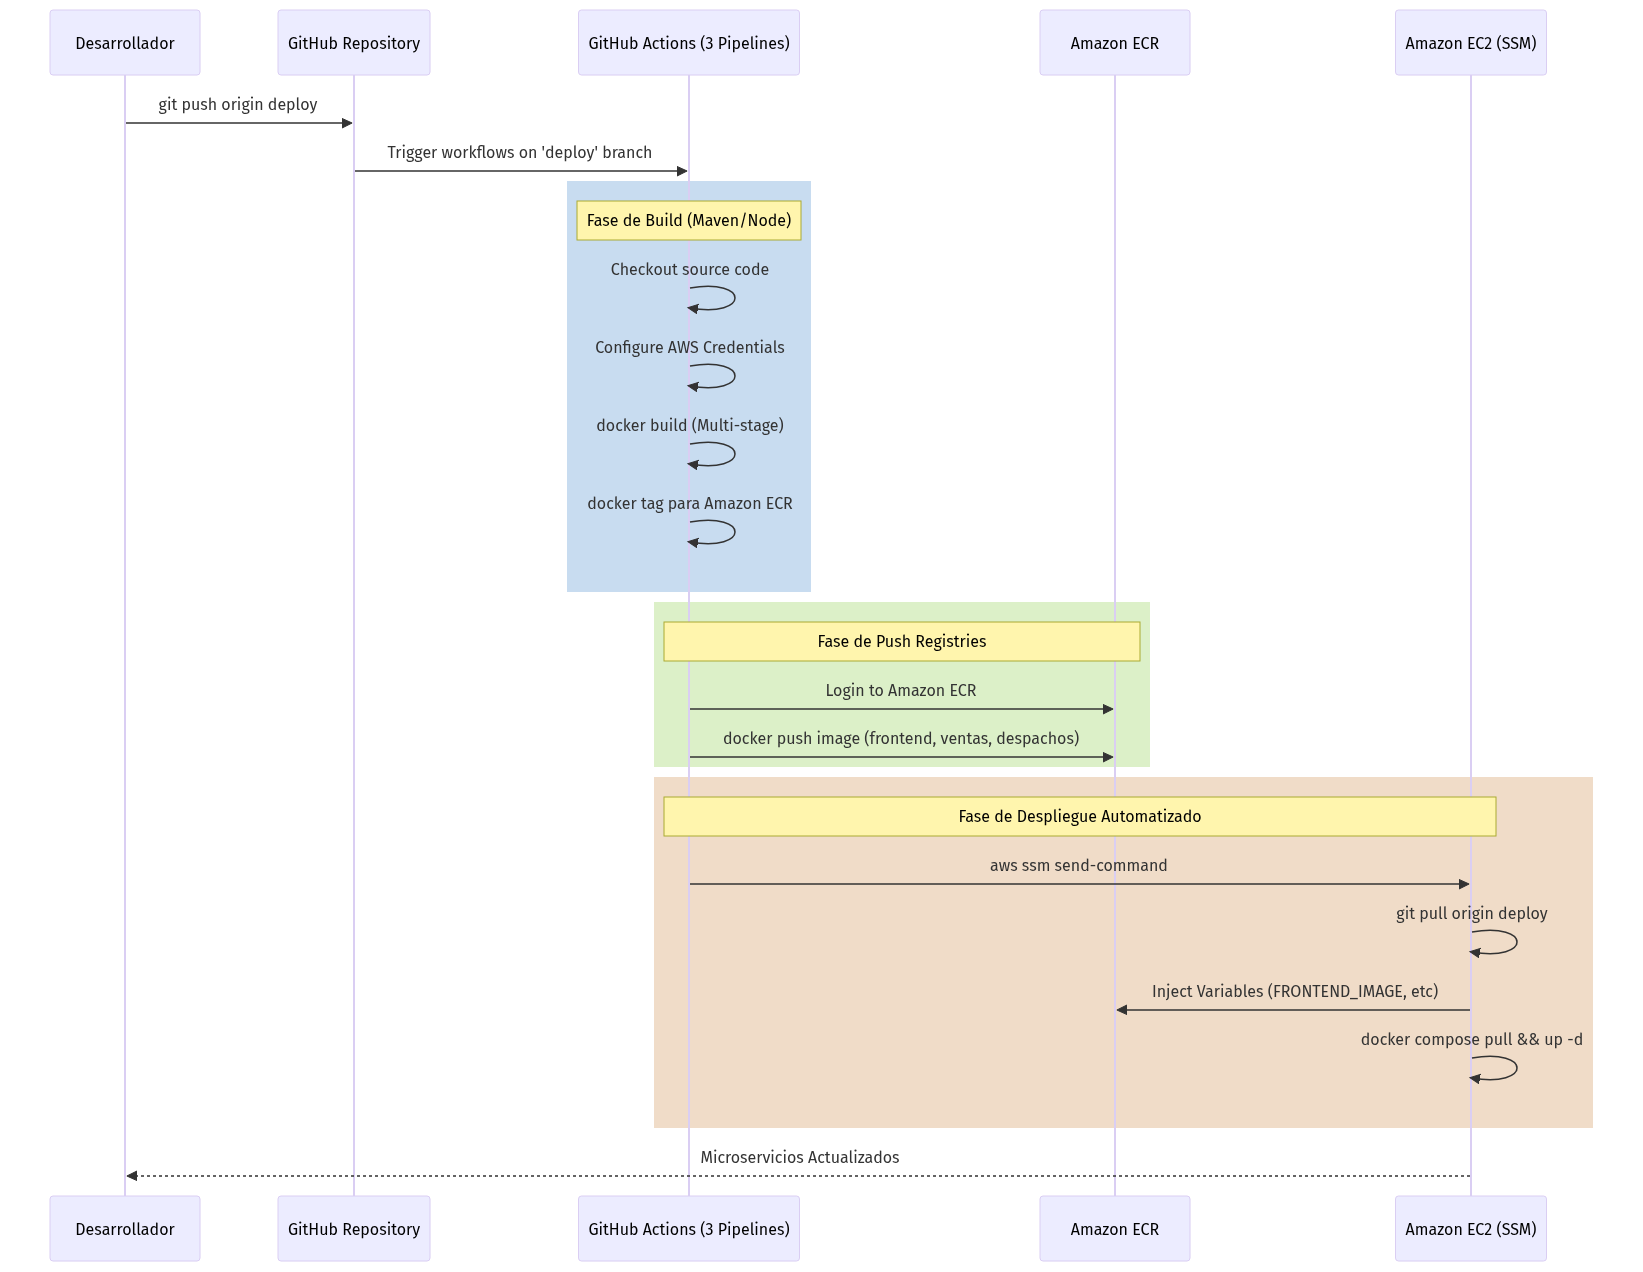 Desarrollador
GitHub Repository
GitHub Actions (3 Pipelines)
Amazon ECR
Amazon EC2 (SSM)
git push origin deploy
Trigger workflows on 'deploy' branch
Fase de Build (Maven/Node)
Checkout source code
Configure AWS Credentials
docker build (Multi-stage)
docker tag para Amazon ECR
Fase de Push Registries
Login to Amazon ECR
docker push image (frontend, ventas, despachos)
Fase de Despliegue Automatizado
aws ssm send-command
git pull origin deploy
Inject Variables (FRONTEND_IMAGE, etc)
docker compose pull && up -d
Microservicios Actualizados
Desarrollador
GitHub Repository
GitHub Actions (3 Pipelines)
Amazon ECR
Amazon EC2 (SSM)